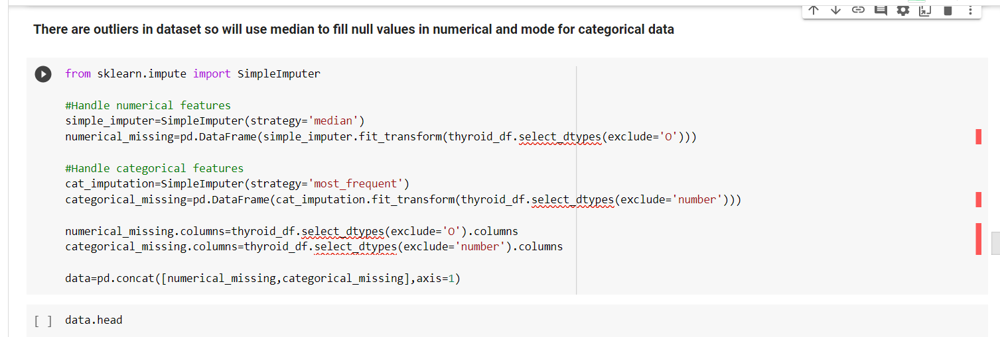 There are outliers in dataset so will use median to fill null values in numerical and mode for categorical data
from sklearn.impute import SimpleImputer
#Handle numerical features
simple_imputer=SimpleImputer(strategy='median')
numerical_missing=pd.DataFrame(simple_imputer.fit_transform(thyroid_df.select_dtypes(exclude='O')))
#Handle categorical features
cat_imputation=SimpleImputer(strategy='most_frequent')
categorical_missing=pd.DataFrame(cat_imputation.fit_transform(thyroid_df.select_dtypes(exclude='number')))
numerical_missing.columns=thyroid_df.select_dtypes(exclude='O').columns
categorical_missing.columns=thyroid_df.select_dtypes(exclude='number').columns
data=pd.concat([numerical_missing,categorical_missing],axis=1)
[ ] data.head